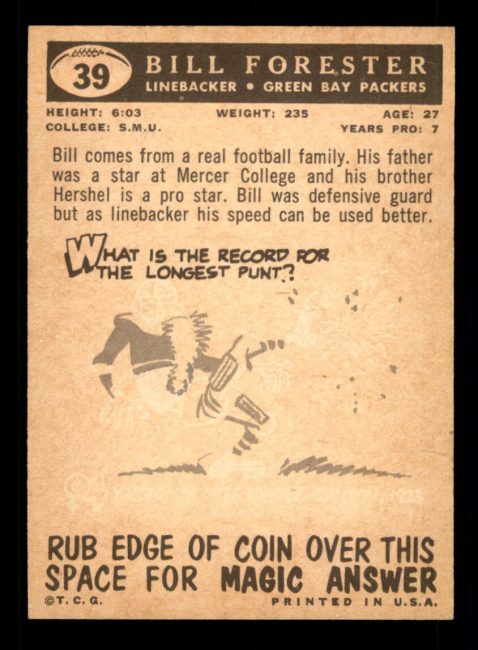 39
BILL FORESTER
LINEBACKER • GREEN BAY PACKERS
HEIGHT: 6:03 WEIGHT: 235 AGE: 27
COLLEGE: S.M.U. YEARS PRO: 7
Bill comes from a real football family. His father
was a star at Mercer College and his brother
Hershel is a pro star. Bill was defensive guard
but as linebacker his speed can be used better.
WHAT IS THE RECORD FOR
THE LONGEST PUNT?
RUB EDGE OF COIN OVER THIS
SPACE FOR MAGIC ANSWER
©T.C.G. PRINTED IN U.S.A.